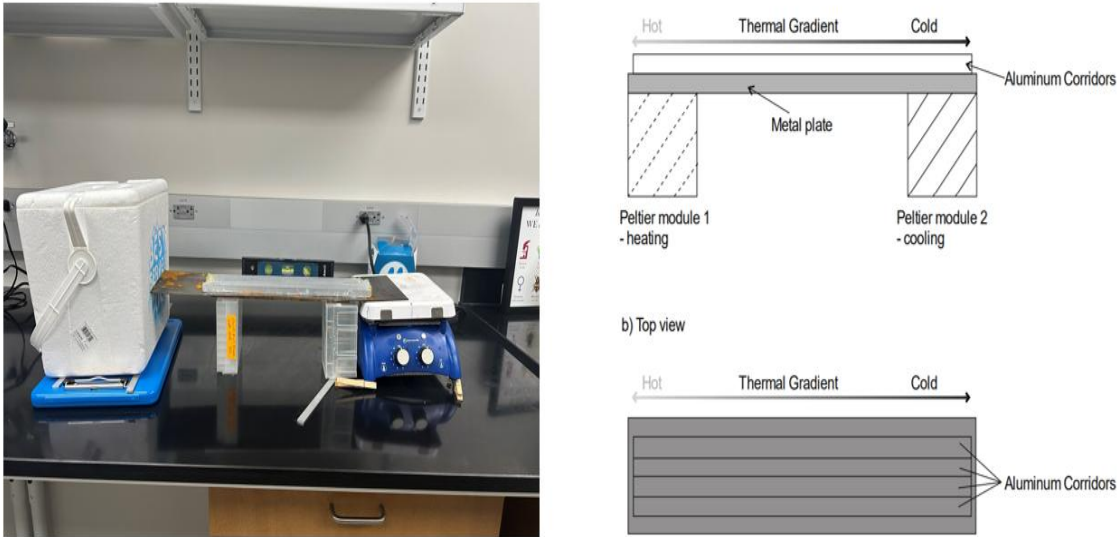 Hot Thermal Gradient Cold
Aluminum Corridors
Metal plate
Peltier module 1
- heating
Peltier module 2
- cooling
b) Top view
Hot Thermal Gradient Cold
Aluminum Corridors